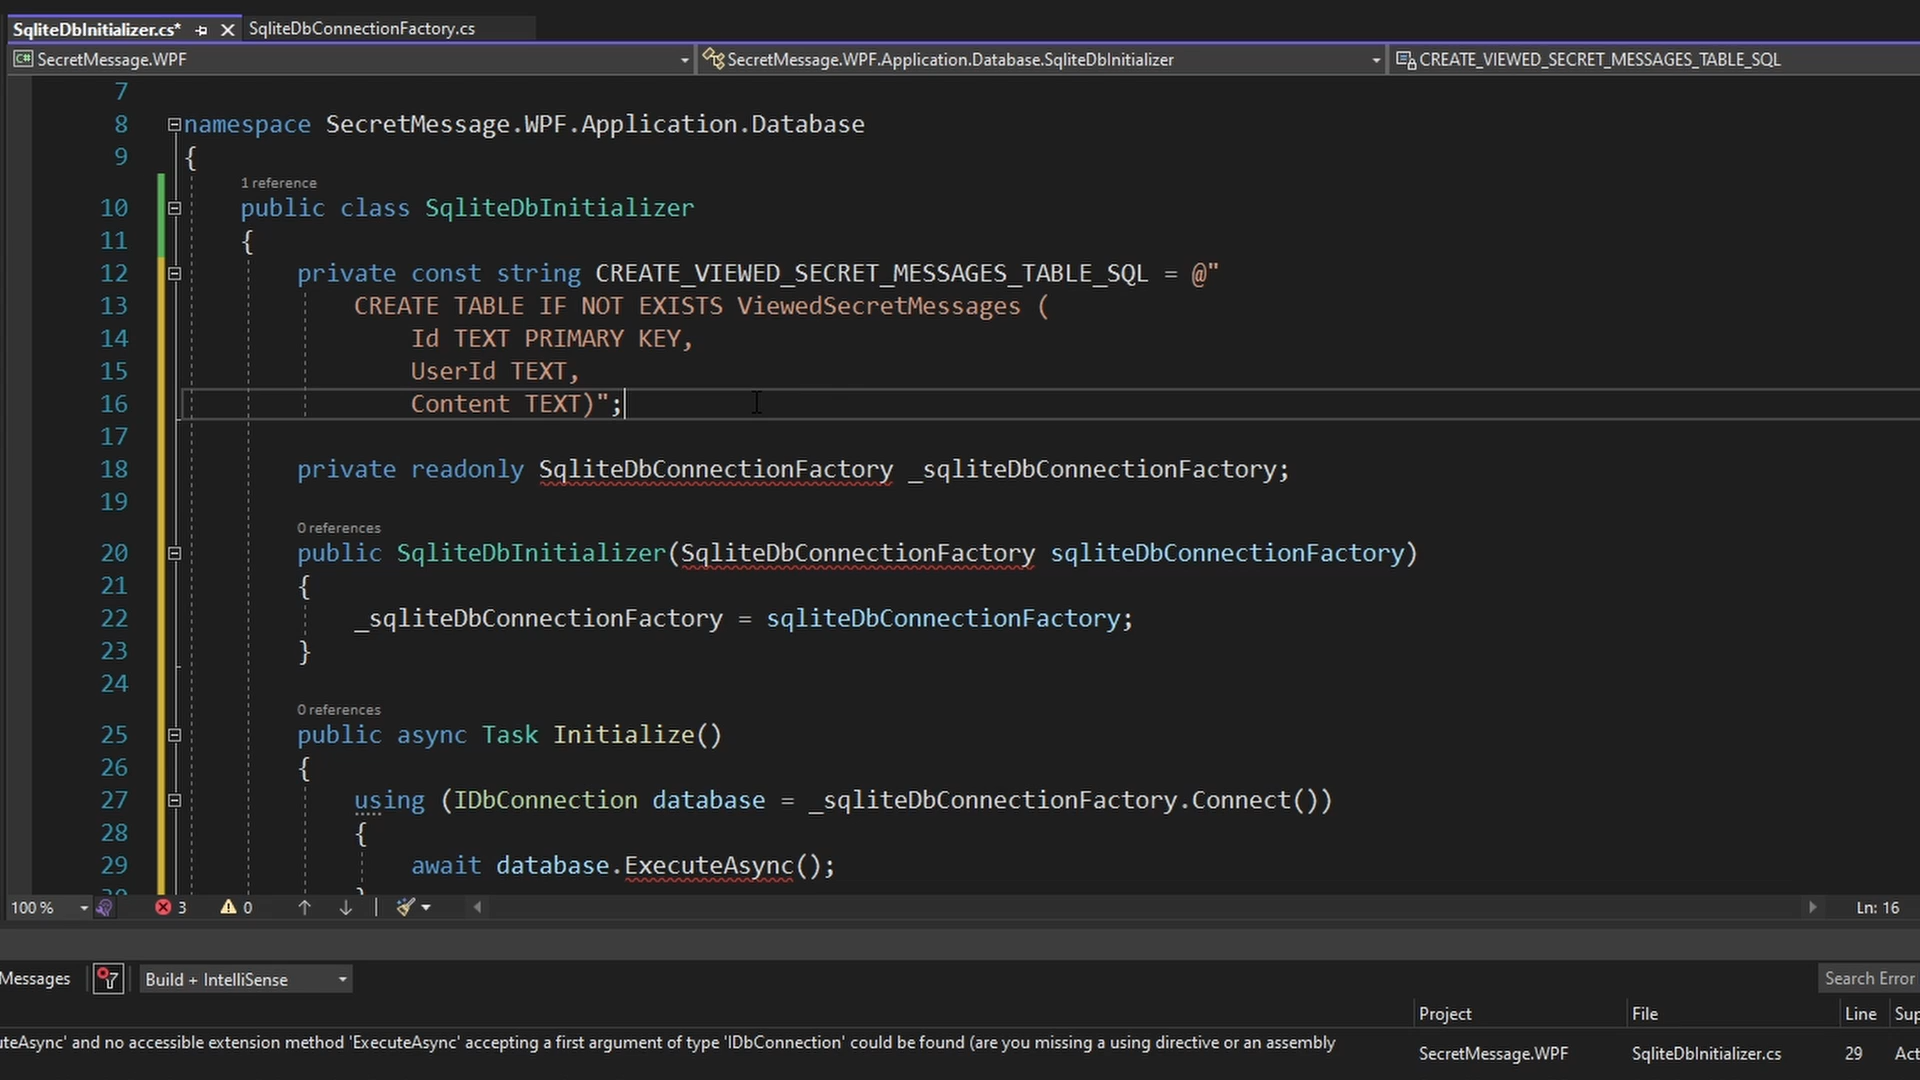 SqliteDbInitializer.cs* SqliteDbConnectionFactory.cs
C# SecretMessage.WPF SecretMessage.WPF.Application.Database.SqliteDbInitializer CREATE_VIEWED_SECRET_MESSAGES_TABLE_SQL
7
8 namespace SecretMessage.WPF.Application.Database
9 {
1 reference
10 public class SqliteDbInitializer
11 {
12 private const string CREATE_VIEWED_SECRET_MESSAGES_TABLE_SQL = @"
13 CREATE TABLE IF NOT EXISTS ViewedSecretMessages (
14 Id TEXT PRIMARY KEY,
15 UserId TEXT,
16 Content TEXT)";
17
18 private readonly SqliteDbConnectionFactory _sqliteDbConnectionFactory;
19
0 references
20 public SqliteDbInitializer(SqliteDbConnectionFactory sqliteDbConnectionFactory)
21 {
22 _sqliteDbConnectionFactory = sqliteDbConnectionFactory;
23 }
24
0 references
25 public async Task Initialize()
26 {
27 using (IDbConnection database = _sqliteDbConnectionFactory.Connect())
28 {
29 await database.ExecuteAsync();
100 % 3 0 Ln: 16
Messages Build + IntelliSense Search Error
Project File Line
uteAsync' and no accessible extension method 'ExecuteAsync' accepting a first argument of type 'IDbConnection' could be found (are you missing a using directive or an assembly
SecretMessage.WPF SqliteDbInitializer.cs 29